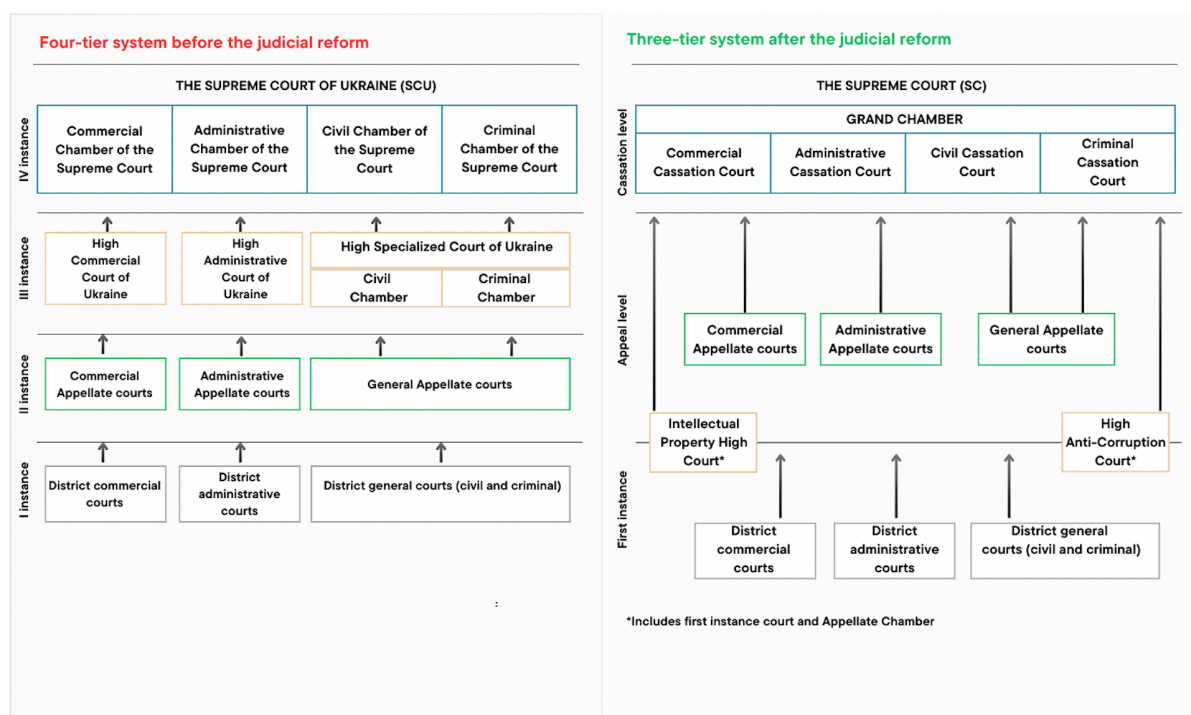 Four-tier system before the judicial reform
THE SUPREME COURT OF UKRAINE (SCU)
IV instance
Commercial
Chamber of the
Supreme Court
Administrative
Chamber of the
Supreme Court
Civil Chamber of
the Supreme
Court
Criminal
Chamber of the
Supreme Court
III instance
High
Commercial
Court of
Ukraine
High
Administrative
Court of
Ukraine
High Specialized Court of Ukraine
Civil
Chamber
Criminal
Chamber
II instance
Commercial
Appellate courts
Administrative
Appellate courts
General Appellate courts
I instance
District commercial
courts
District
administrative
courts
District general courts (civil and criminal)
:
Three-tier system after the judicial reform
THE SUPREME COURT (SC)
Cassation level
GRAND CHAMBER
Commercial
Cassation Court
Administrative
Cassation Court
Civil Cassation
Court
Criminal
Cassation
Court
Appeal level
Commercial
Appellate courts
Administrative
Appellate courts
General Appellate
courts
Intellectual
Property High
Court*
High
Anti-Corruption
Court*
First instance
District
commercial
courts
District
administrative
courts
District general
courts (civil and criminal)
*Includes first instance court and Appellate Chamber